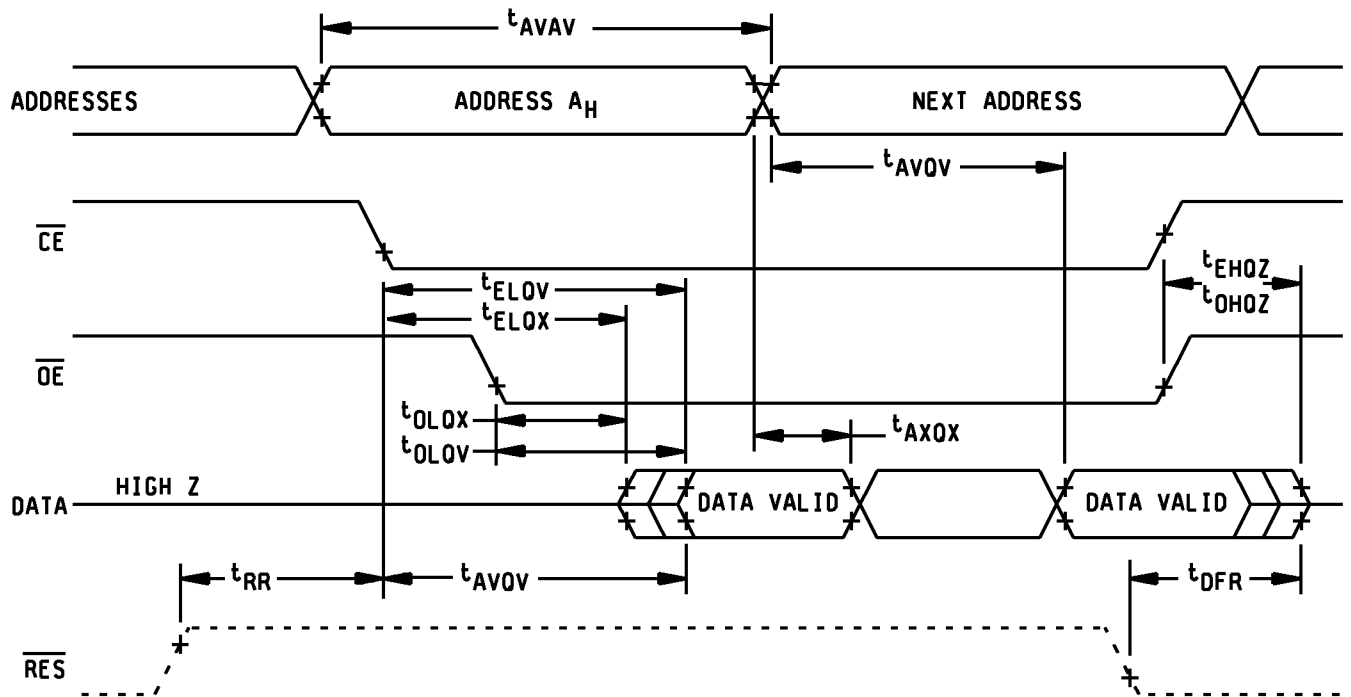 tAVAV
ADDRESSES
ADDRESS AH
NEXT ADDRESS
tAVQV
CE
tEHQZ
tOHQZ
tELQV
tELQX
OE
tOLQX
tOLQV
tAXQX
DATA
HIGH Z
DATA VALID
DATA VALID
tRR
tAVQV
tDFR
RES